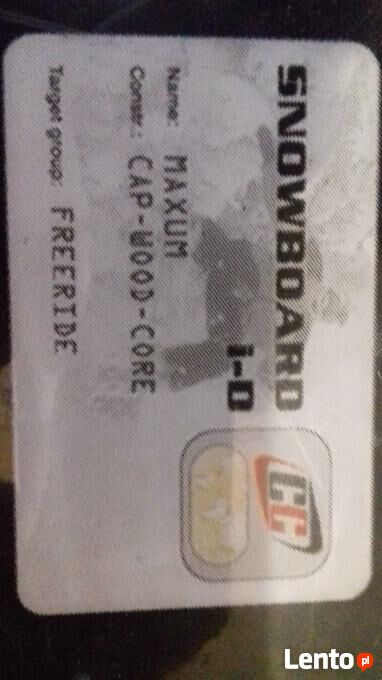 SNOWBOARD
i-D
CC
Name: MAXUM
Constr.: CAP-WOOD-CORE
Target group: FREERIDE
Lento pl